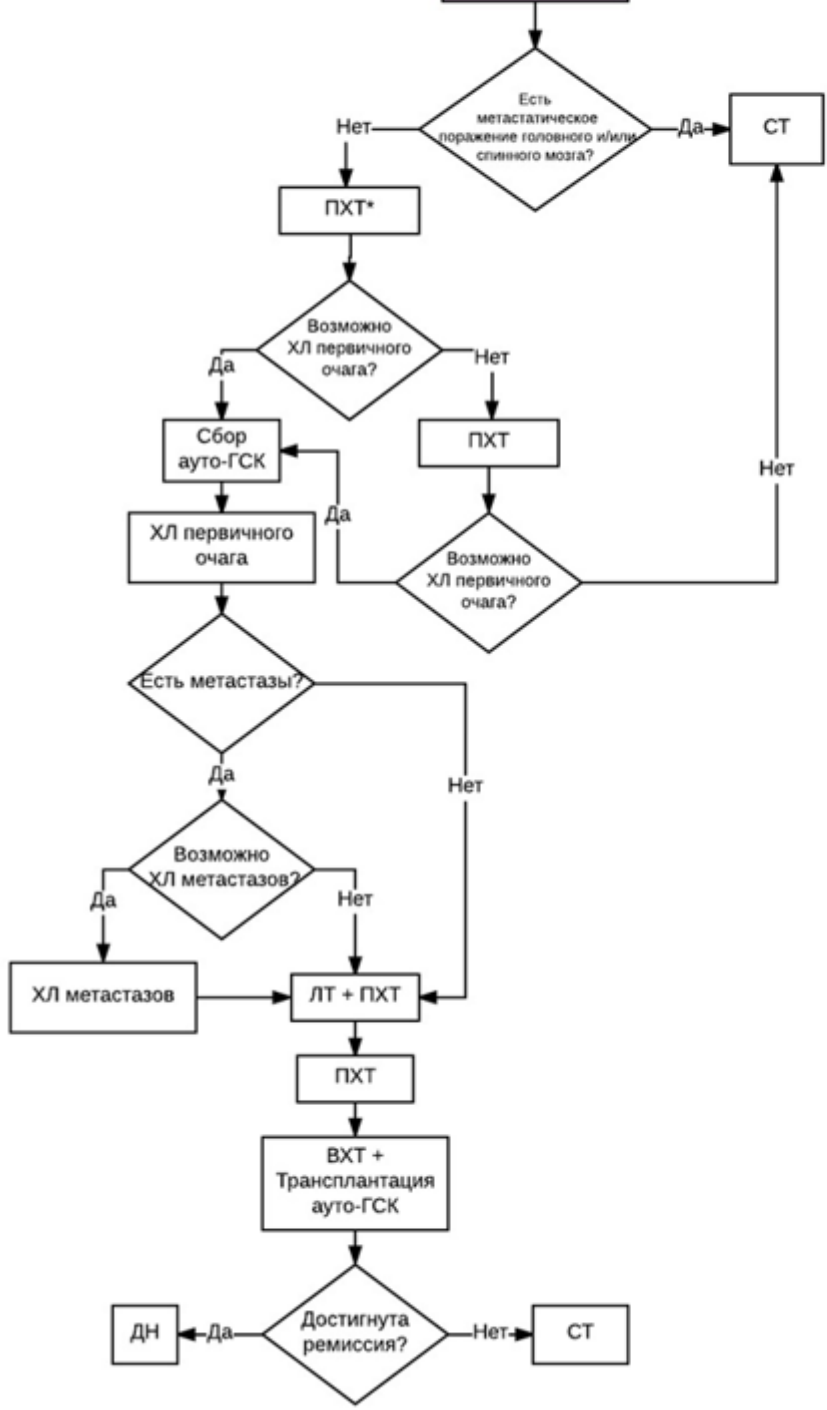 Есть
метастатическое
поражение головного и/или
спинного мозга?
Нет
Да
СТ
ПХТ*
Возможно
ХЛ первичного
очага?
Да
Нет
Сбор
ауто-ГСК
ПХТ
Нет
Да
ХЛ первичного
очага
Возможно
ХЛ первичного
очага?
Есть метастазы?
Да
Нет
Возможно
ХЛ метастазов?
Да
Нет
ХЛ метастазов
ЛТ + ПХТ
ПХТ
ВХТ +
Трансплантация
ауто-ГСК
Достигнута
ремиссия?
ДН
Да
Нет
СТ